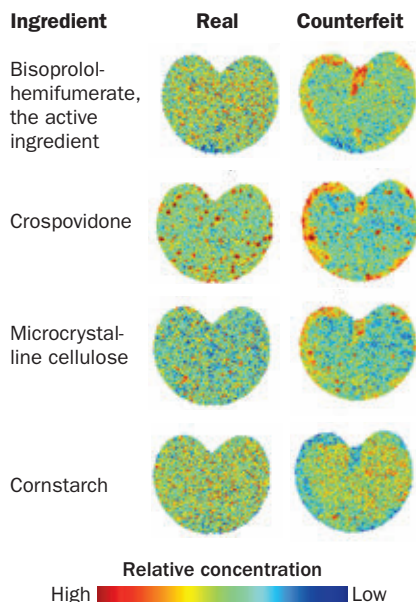 Ingredient Real Counterfeit
Bisoprolol-
hemifumerate,
the active
ingredient
Crospovidone
Microcrystal-
line cellulose
Cornstarch
Relative concentration
High Low